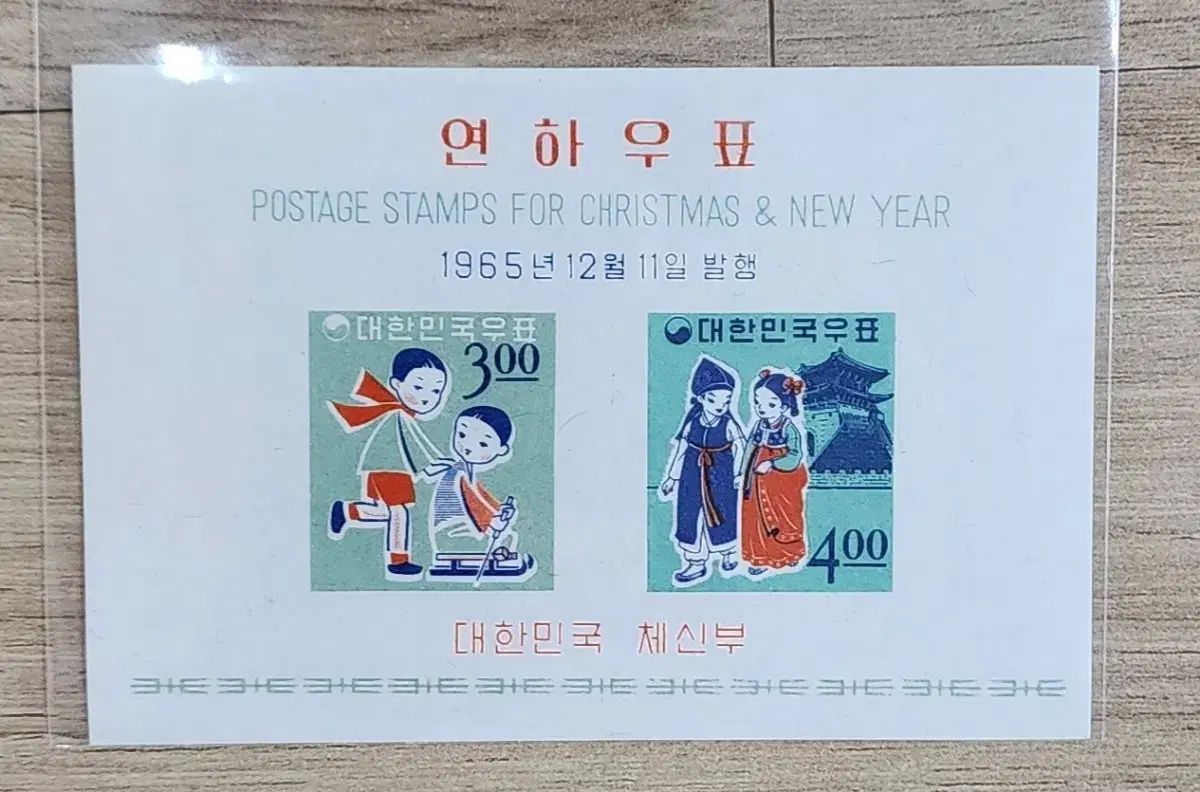 연하우표
POSTAGE STAMPS FOR CHRISTMAS & NEW YEAR
1965년 12월 11일 발행
대한민국우표
3.00
대한민국우표
4.00
대한민국 체신부